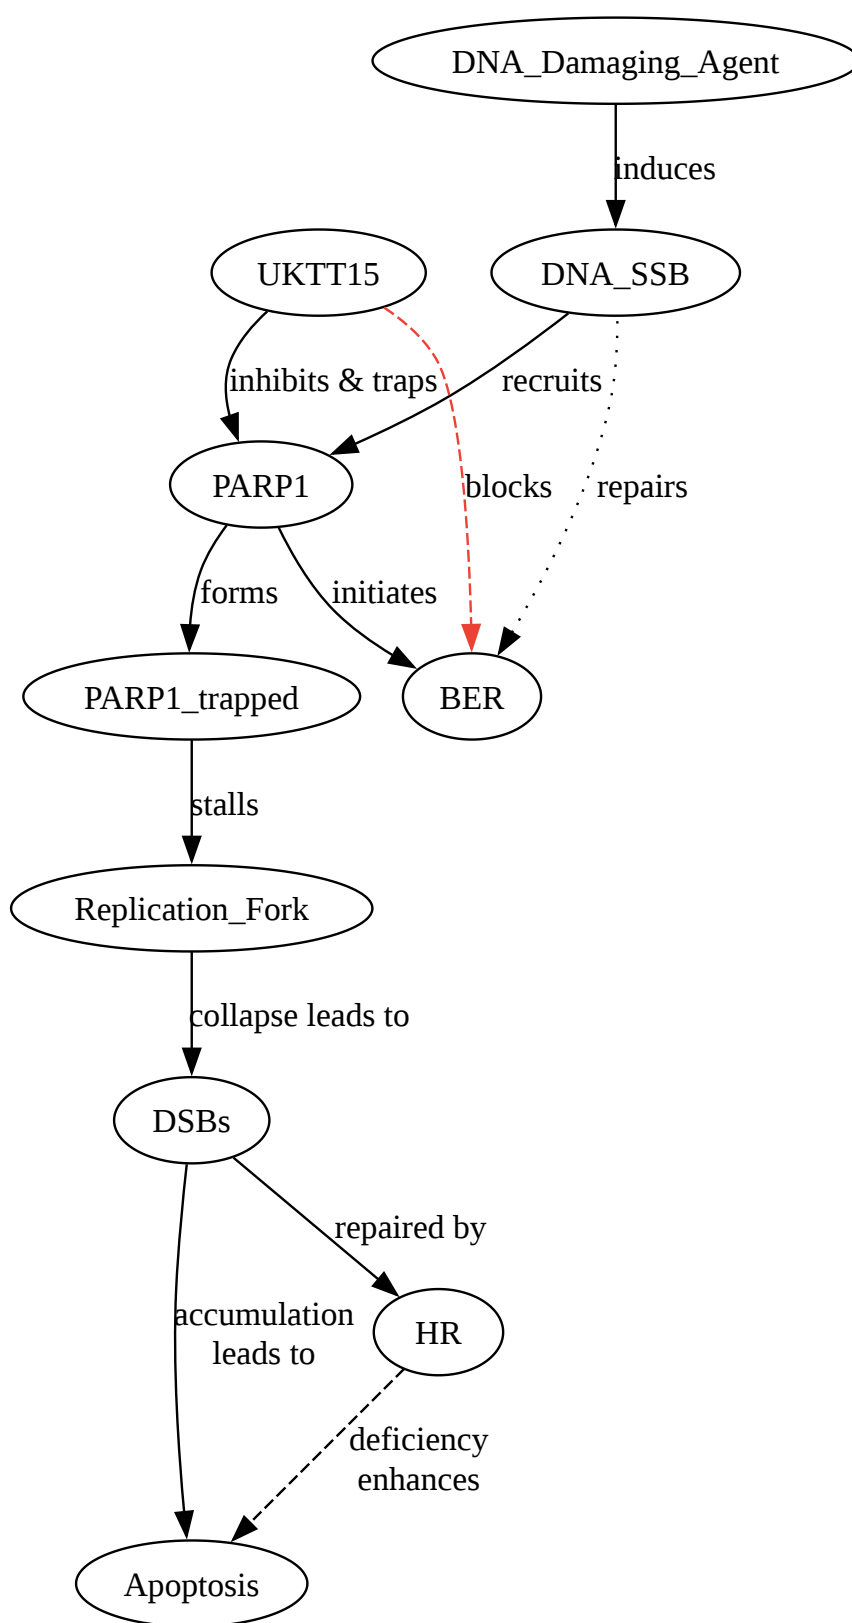 DNA_Damaging_Agent
induces
UKTT15
DNA_SSB
inhibits & traps
recruits
PARP1
blocks
repairs
forms
initiates
PARP1_trapped
BER
stalls
Replication_Fork
collapse leads to
DSBs
repaired by
accumulation
leads to
HR
deficiency
enhances
Apoptosis